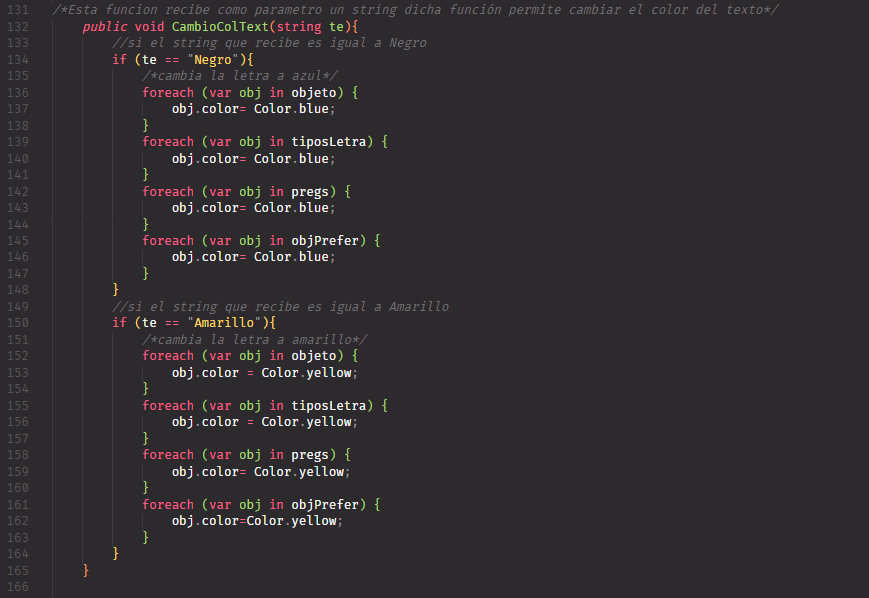 131 /*Esta funcion recibe como parametro un string dicha función permite cambiar el color del texto*/
132 public void CambioColText(string te){
133 //si el string que recibe es igual a Negro
134 if (te == "Negro"){
135 /*cambia la letra a azul*/
136 foreach (var obj in objeto) {
137 obj.color= Color.blue;
138 }
139 foreach (var obj in tiposLetra) {
140 obj.color= Color.blue;
141 }
142 foreach (var obj in pregs) {
143 obj.color= Color.blue;
144 }
145 foreach (var obj in objPrefer) {
146 obj.color= Color.blue;
147 }
148 }
149 //si el string que recibe es igual a Amarillo
150 if (te == "Amarillo"){
151 /*cambia la letra a amarillo*/
152 foreach (var obj in objeto) {
153 obj.color = Color.yellow;
154 }
155 foreach (var obj in tiposLetra) {
156 obj.color = Color.yellow;
157 }
158 foreach (var obj in pregs) {
159 obj.color= Color.yellow;
160 }
161 foreach (var obj in objPrefer) {
162 obj.color=Color.yellow;
163 }
164 }
165 }
166